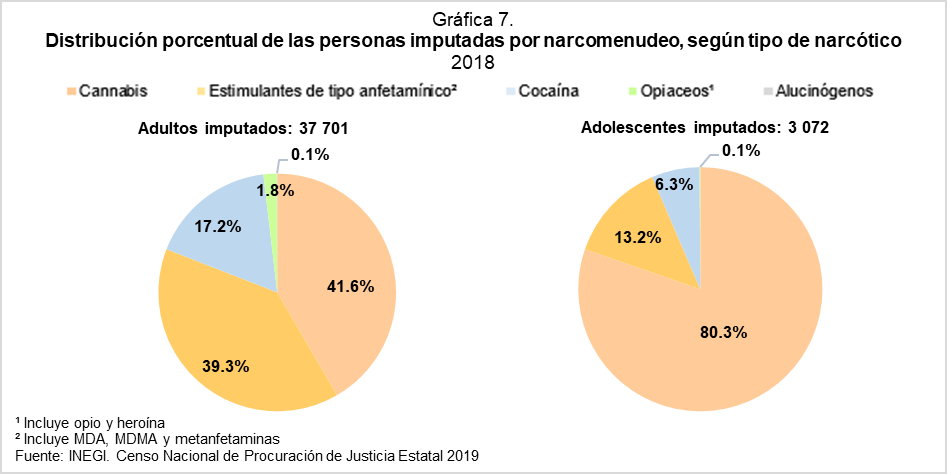 Gráfica 7.
Distribución porcentual de las personas imputadas por narcomenudeo, según tipo de narcótico
2018
Cannabis Estimulantes de tipo anfetamínico² Cocaína Opiaceos¹ Alucinógenos
Adultos imputados: 37 701
0.1%
1.8%
17.2%
41.6%
39.3%
Adolescentes imputados: 3 072
0.1%
6.3%
13.2%
80.3%
¹ Incluye opio y heroína
² Incluye MDA, MDMA y metanfetaminas
Fuente: INEGI. Censo Nacional de Procuración de Justicia Estatal 2019